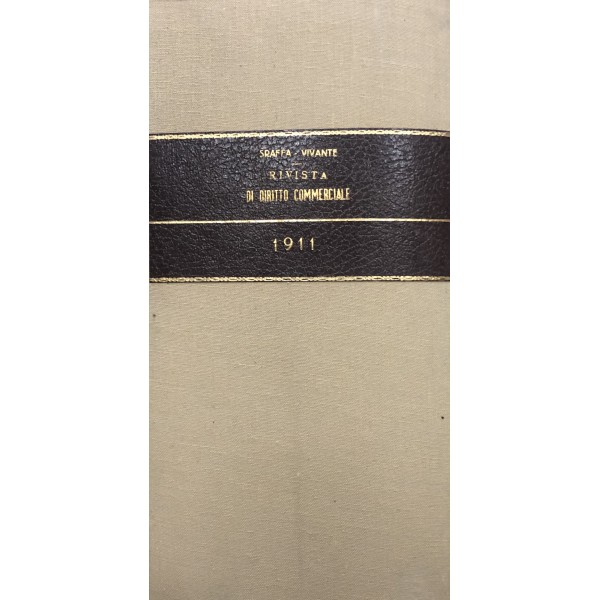 SRAFFA VIVANTE
RIVISTA
DI DIRITTO COMMERCIALE
1911